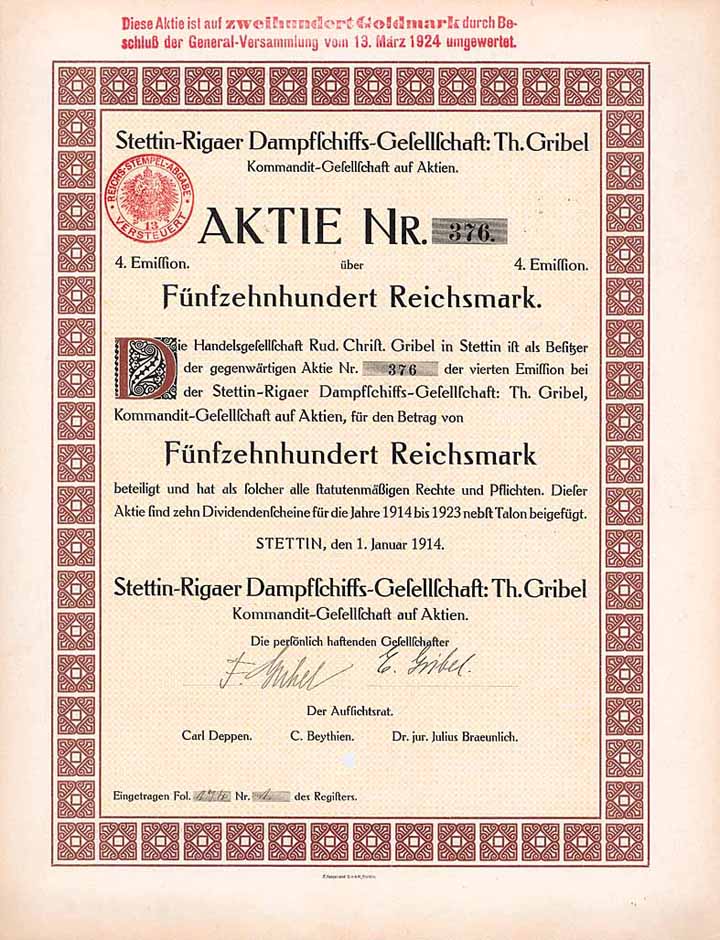 Diese Aktie ist auf zweihundert Goldmark durch Be-
schluß der General-Versammlung vom 13. März 1924 umgewertet.
Stettin-Rigaer Dampfſchiffs-Geſellſchaft: Th. Gribel
Kommandit-Geſellſchaft auf Aktien.
REICHS-STEMPEL-ABGABE
13
VERSTEUERT
AKTIE NR. 376.
4. Emiſſion. über 4. Emiſſion.
Fünfzehnhundert Reichsmark.
Die Handelsgeſellſchaft Rud. Chriſt. Gribel in Stettin iſt als Beſitzer
der gegenwärtigen Aktie Nr. 376 der vierten Emiſſion bei
der Stettin-Rigaer Dampfſchiffs-Geſellſchaft: Th. Gribel,
Kommandit-Geſellſchaft auf Aktien, für den Betrag von
Fünfzehnhundert Reichsmark
beteiligt und hat als ſolcher alle ſtatutenmäßigen Rechte und Pflichten. Dieſer
Aktie ſind zehn Dividendenſcheine für die Jahre 1914 bis 1923 nebſt Talon beigefügt.
STETTIN, den 1. Januar 1914.
Stettin-Rigaer Dampfſchiffs-Geſellſchaft: Th. Gribel
Kommandit-Geſellſchaft auf Aktien.
Die perſönlich haftenden Geſellſchafter
F. Gribel E. Gribel.
Der Auſſichtsrat.
Carl Deppen. C. Beythien. Dr. jur. Julius Braeunlich.
Eingetragen Fol. Nr. des Regiſters.